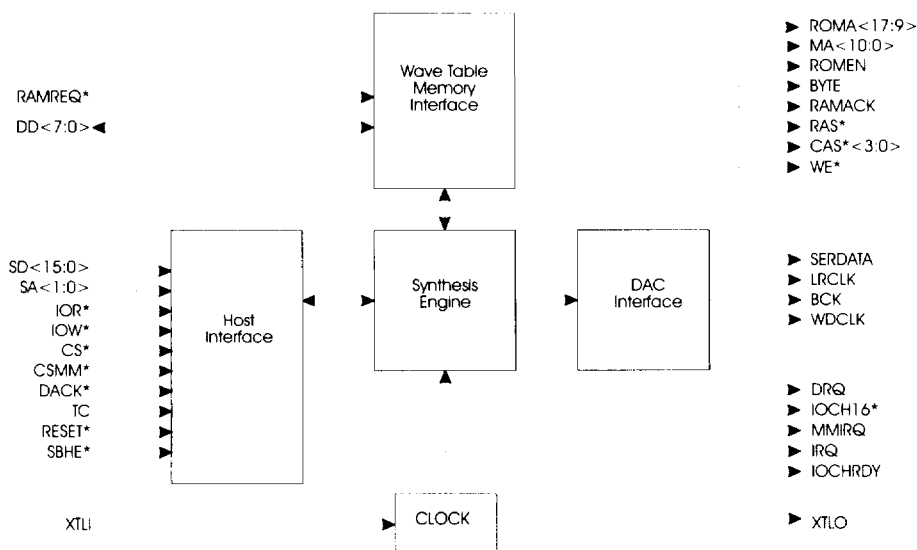 RAMREQ*
DD<7:0>
Wave Table
Memory
Interface
ROMA<17:9>
MA<10:0>
ROMEN
BYTE
RAMACK
RAS*
CAS*<3:0>
WE*
SD<15:0>
SA<1:0>
IOR*
IOW*
CS*
CSMM*
DACK*
TC
RESET*
SBHE*
Host
Interface
Synthesis
Engine
DAC
Interface
SERDATA
LRCLK
BCK
WDCLK
DRQ
IOCH16*
MMIRQ
IRQ
IOCHRDY
XTLI
CLOCK
XTLO